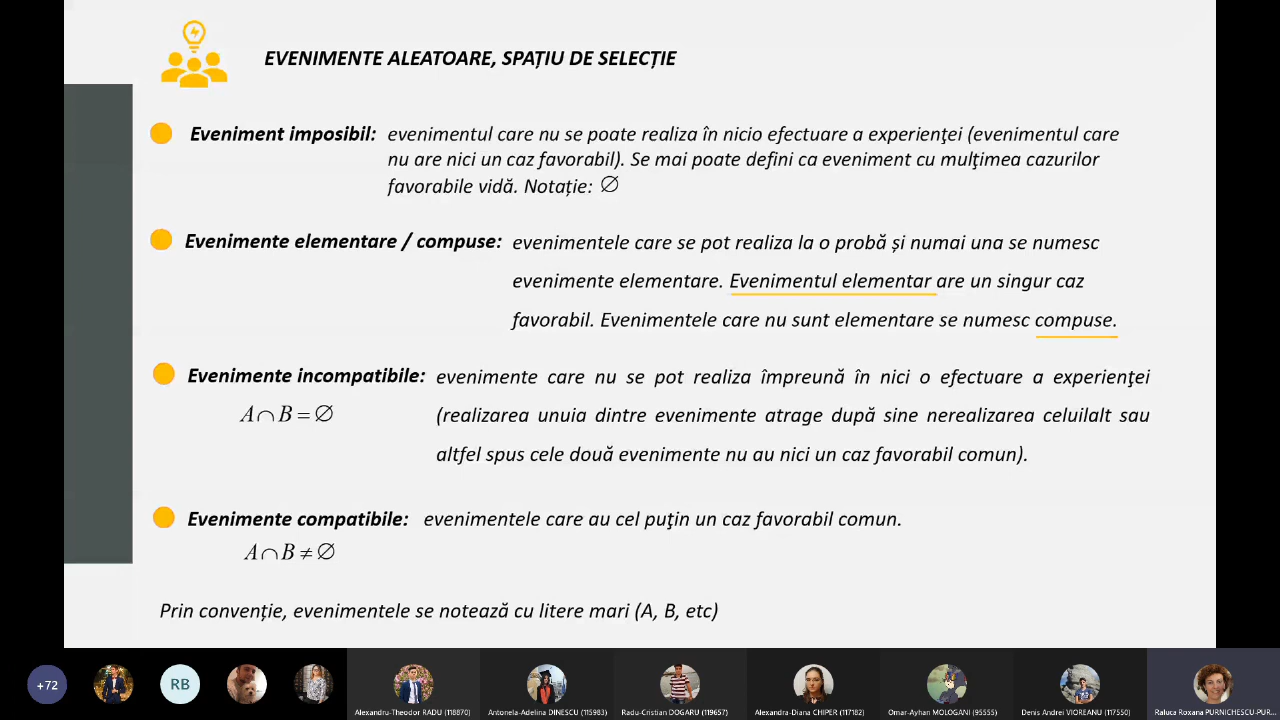 EVENIMENTE ALEATOARE, SPAȚIU DE SELECȚIE
Eveniment imposibil: evenimentul care nu se poate realiza în nicio efectuare a experienţei (evenimentul care
nu are nici un caz favorabil). Se mai poate defini ca eveniment cu mulţimea cazurilor
favorabile vidă. Notație: ∅
Evenimente elementare / compuse: evenimentele care se pot realiza la o probă și numai una se numesc
evenimente elementare. Evenimentul elementar are un singur caz
favorabil. Evenimentele care nu sunt elementare se numesc compuse.
Evenimente incompatibile: evenimente care nu se pot realiza împreună în nici o efectuare a experienţei
A∩B=∅ (realizarea unuia dintre evenimente atrage după sine nerealizarea celuilalt sau
altfel spus cele două evenimente nu au nici un caz favorabil comun).
Evenimente compatibile: evenimentele care au cel puţin un caz favorabil comun.
A∩B≠∅
Prin convenție, evenimentele se notează cu litere mari (A, B, etc)
+72
RB
Alexandru-Theodor RADU (118870)
Antonela-Adelina DINESCU (115983)
Radu-Cristian DOGARU (119657)
Alexandra-Diana CHIPER (117182)
Omar-Ayhan MOLOGANI (95555)
Denis Andrei VIOREANU (117550)
Raluca Roxana PURNICHESCU-PUR...